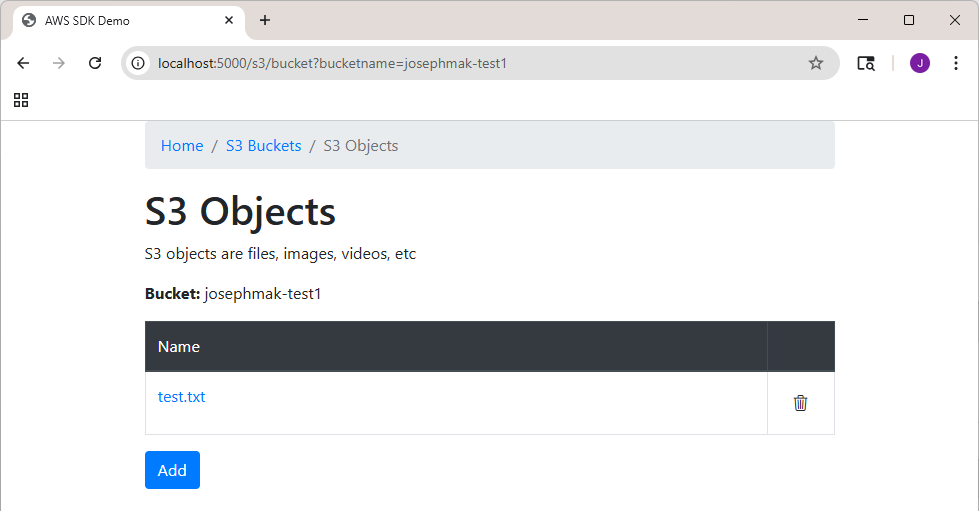 AWS SDK Demo
localhost:5000/s3/bucket?bucketname=josephmak-test1
J
Home / S3 Buckets / S3 Objects
S3 Objects
S3 objects are files, images, videos, etc
Bucket: josephmak-test1
Name
test.txt
Add